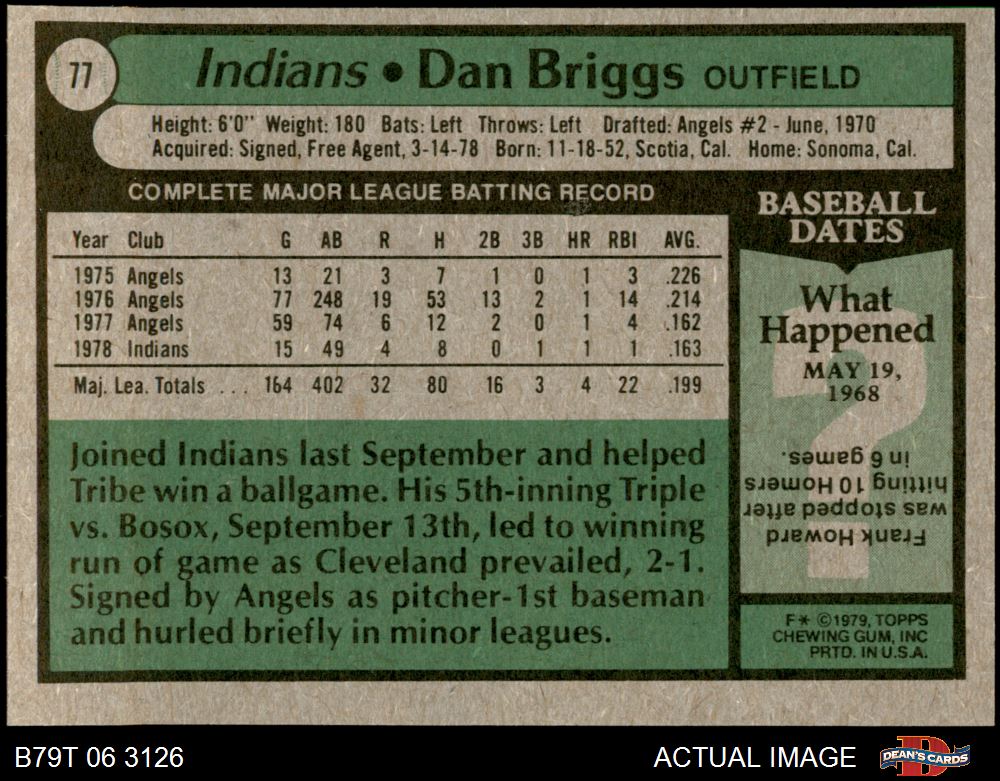 77
Indians • Dan Briggs OUTFIELD
Height: 6'0" Weight: 180 Bats: Left Throws: Left Drafted: Angels #2 - June, 1970
Acquired: Signed, Free Agent, 3-14-78 Born: 11-18-52, Scotia, Cal. Home: Sonoma, Cal.
COMPLETE MAJOR LEAGUE BATTING RECORD
Year Club G AB R H 2B 3B HR RBI AVG.
1975 Angels 13 21 3 7 1 0 1 3 .226
1976 Angels 77 248 19 53 13 2 1 14 .214
1977 Angels 59 74 6 12 2 0 1 4 .162
1978 Indians 15 49 4 8 0 1 1 1 .163
Maj. Lea. Totals . . . 164 402 32 80 16 3 4 22 .199
Joined Indians last September and helped
Tribe win a ballgame. His 5th-inning Triple
vs. Bosox, September 13th, led to winning
run of game as Cleveland prevailed, 2-1.
Signed by Angels as pitcher-1st baseman
and hurled briefly in minor leagues.
BASEBALL
DATES
What
Happened
MAY 19,
1968
?
Frank Howard
was stopped after
hitting 10 Homers
in 6 games.
F* ©1979, TOPPS
CHEWING GUM, INC
PRTD. IN U.S.A.
B79T 06 3126
ACTUAL IMAGE
D
DEAN'S CARDS